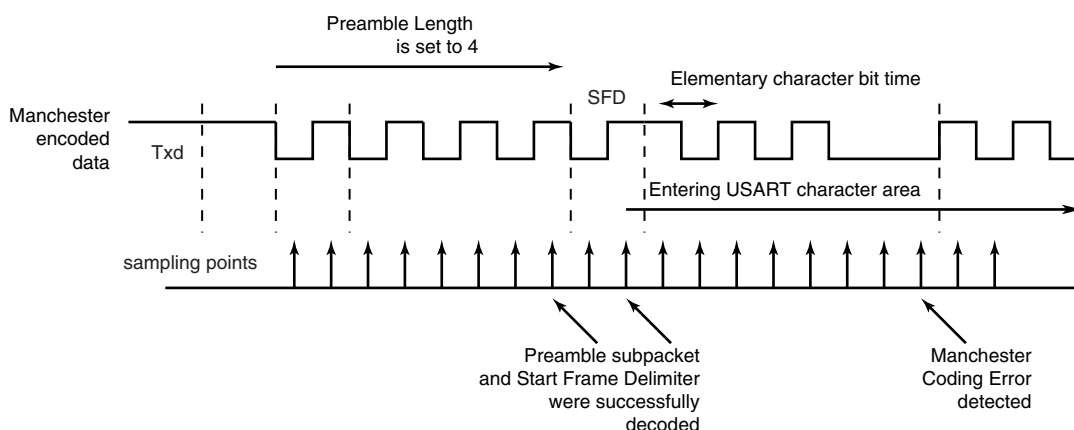 Preamble Length
is set to 4
Elementary character bit time
SFD
Manchester
encoded
data
Txd
Entering USART character area
sampling points
Preamble subpacket
and Start Frame Delimiter
were successfully
decoded
Manchester
Coding Error
detected